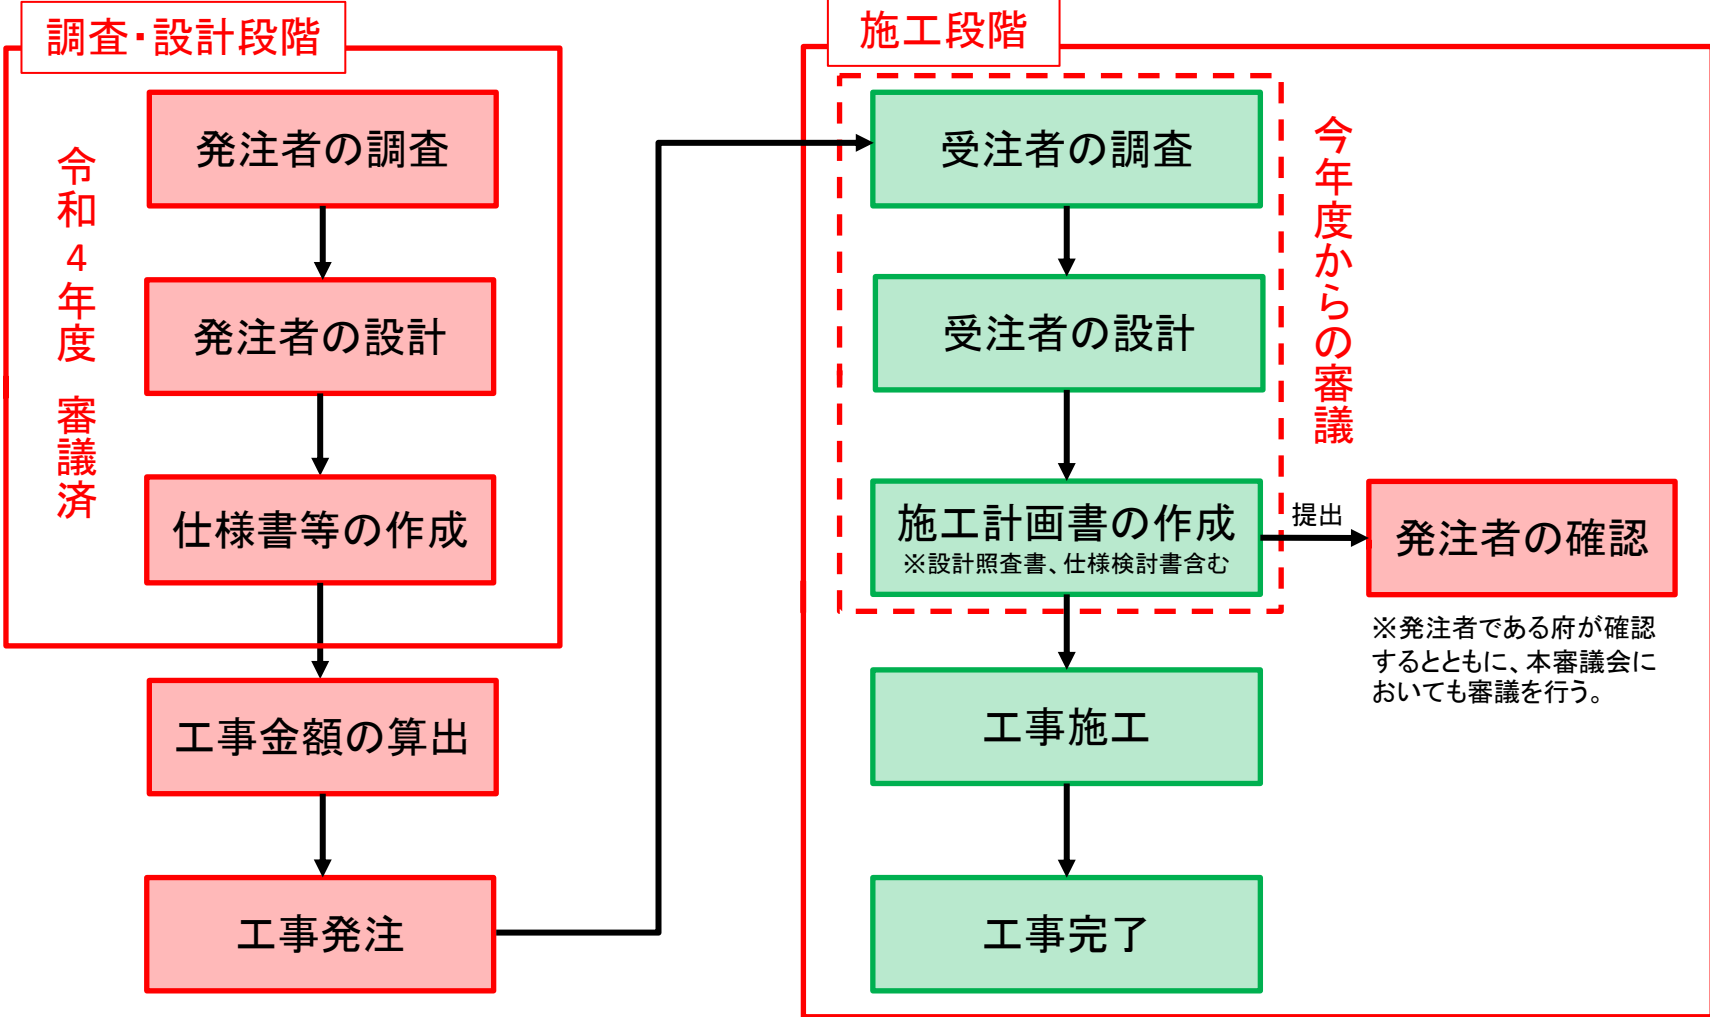 調査・設計段階
令和4年度 審議済
発注者の調査
発注者の設計
仕様書等の作成
工事金額の算出
工事発注
施工段階
今年度からの審議
受注者の調査
受注者の設計
施工計画書の作成
※設計照査書、仕様検討書含む
提出
発注者の確認
※発注者である府が確認
するとともに、本審議会に
おいても審議を行う。
工事施工
工事完了